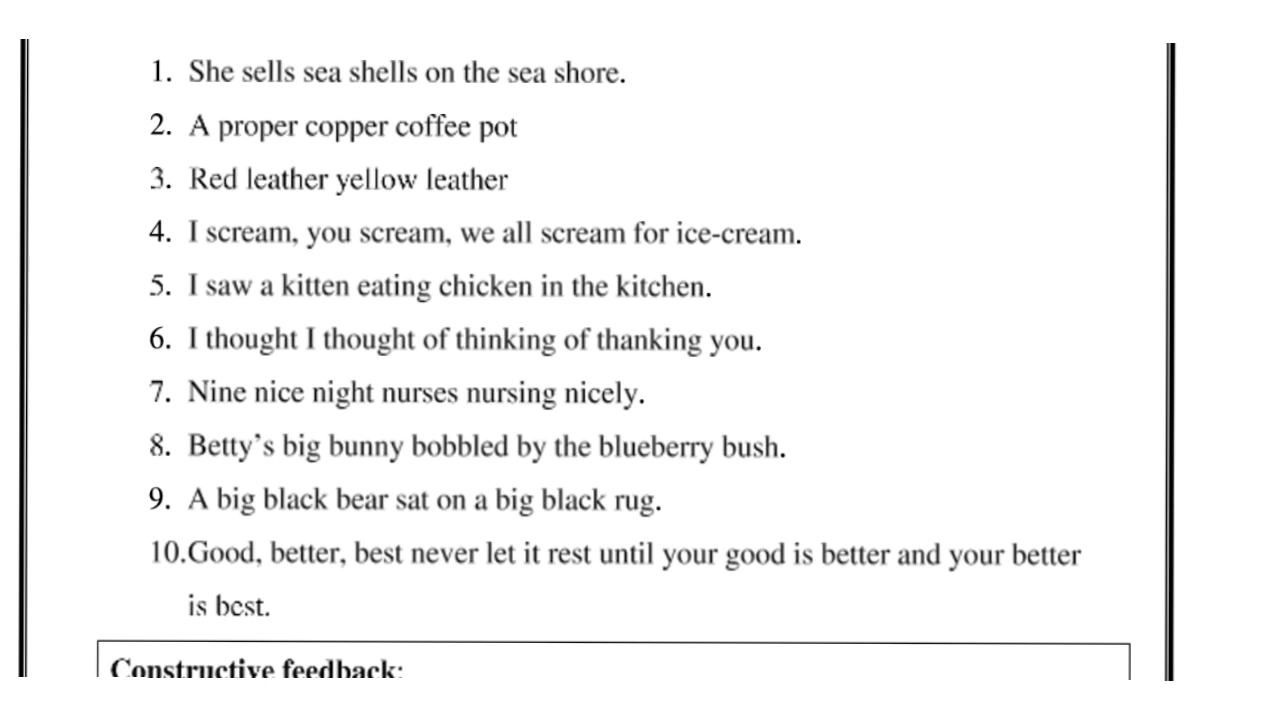 1. She sells sea shells on the sea shore.
2. A proper copper coffee pot
3. Red leather yellow leather
4. I scream, you scream, we all scream for ice-cream.
5. I saw a kitten eating chicken in the kitchen.
6. I thought I thought of thinking of thanking you.
7. Nine nice night nurses nursing nicely.
8. Betty’s big bunny bobbled by the blueberry bush.
9. A big black bear sat on a big black rug.
10.Good, better, best never let it rest until your good is better and your better
is best.
Constructive feedback: